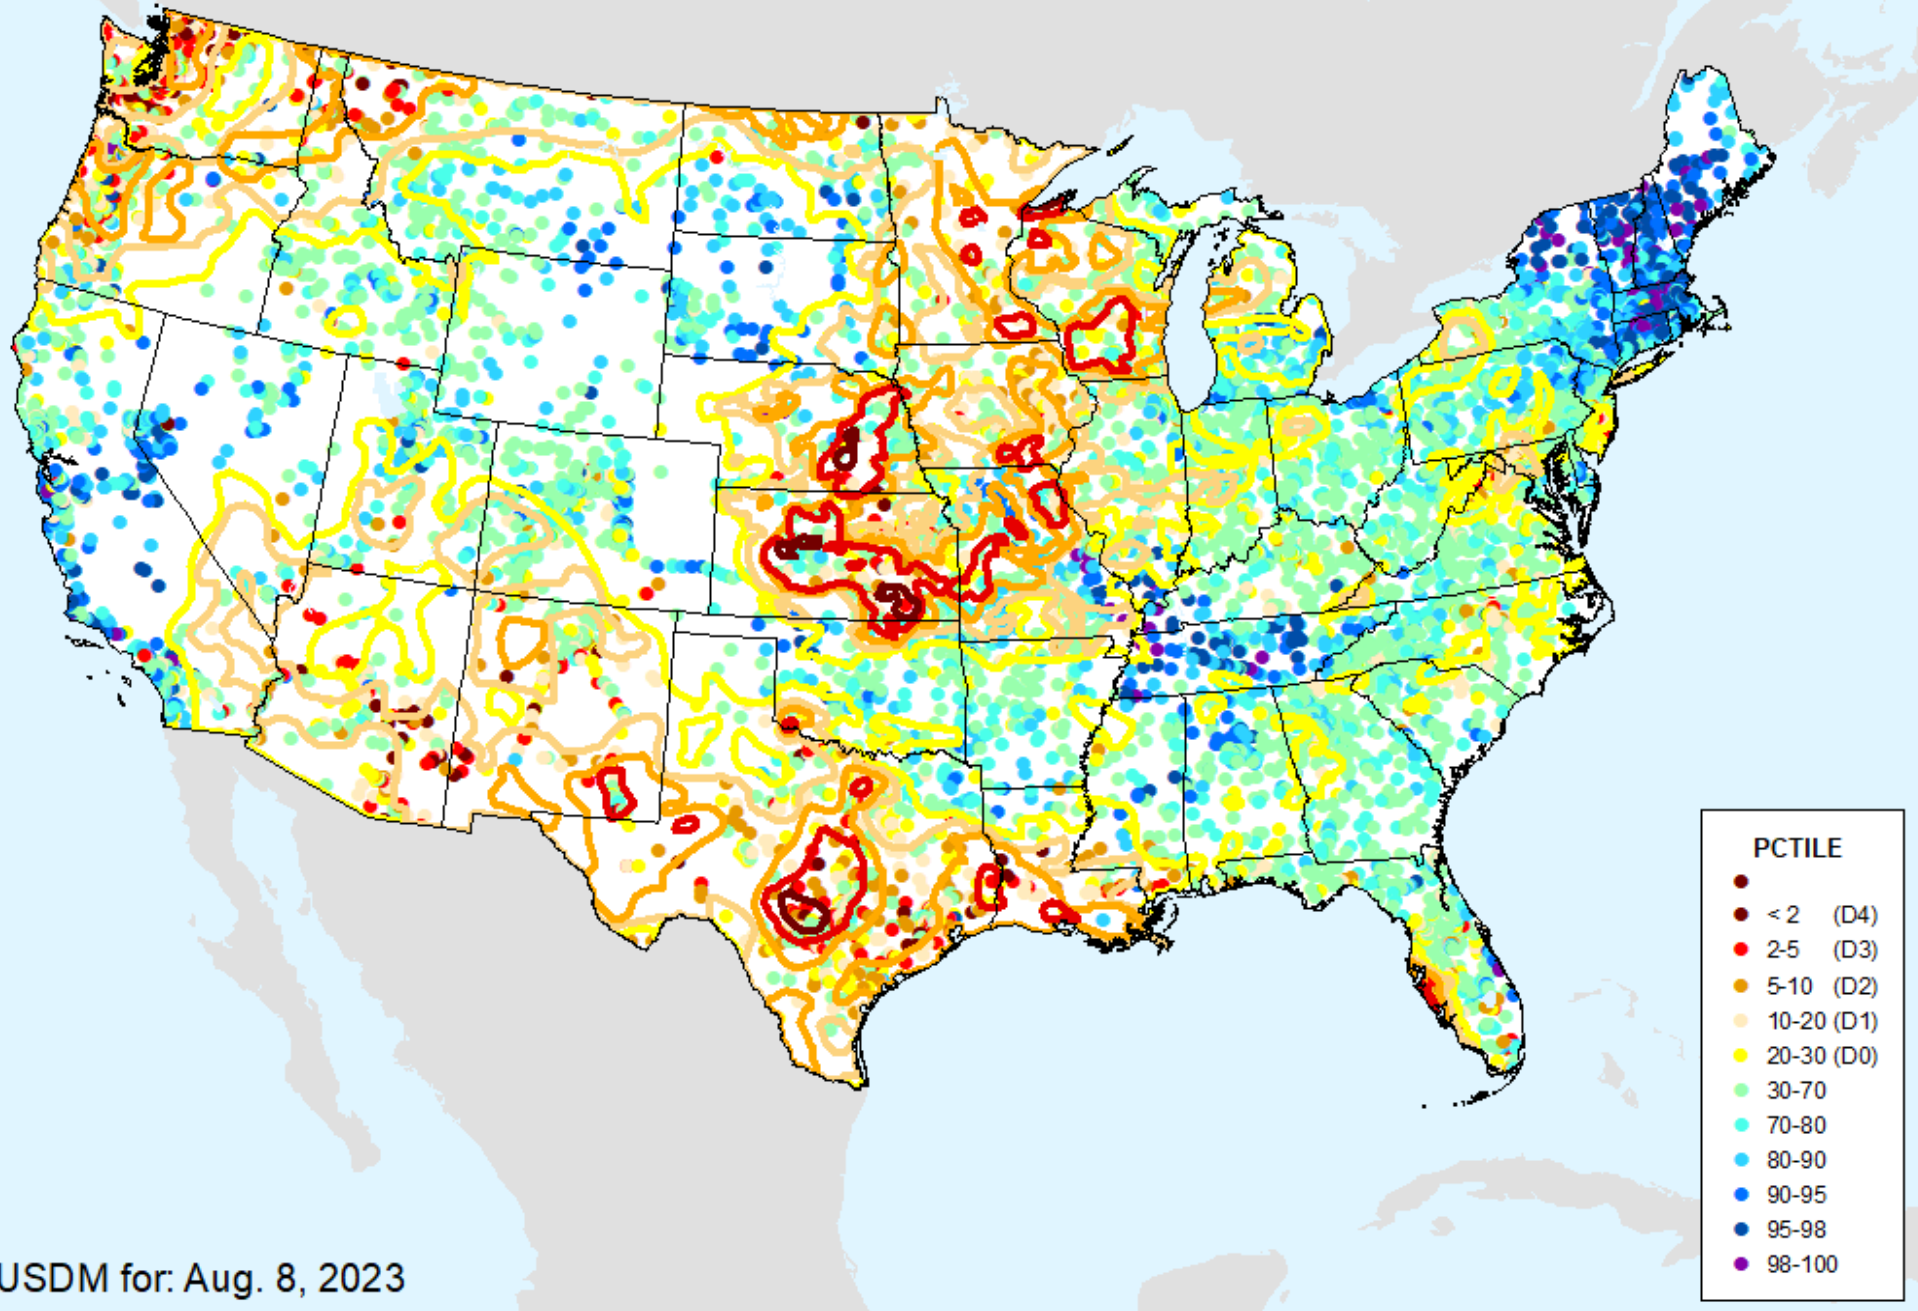 PCTILE
< 2 (D4)
2-5 (D3)
5-10 (D2)
10-20 (D1)
20-30 (D0)
30-70
70-80
80-90
90-95
95-98
98-100
USDM for: Aug. 8, 2023